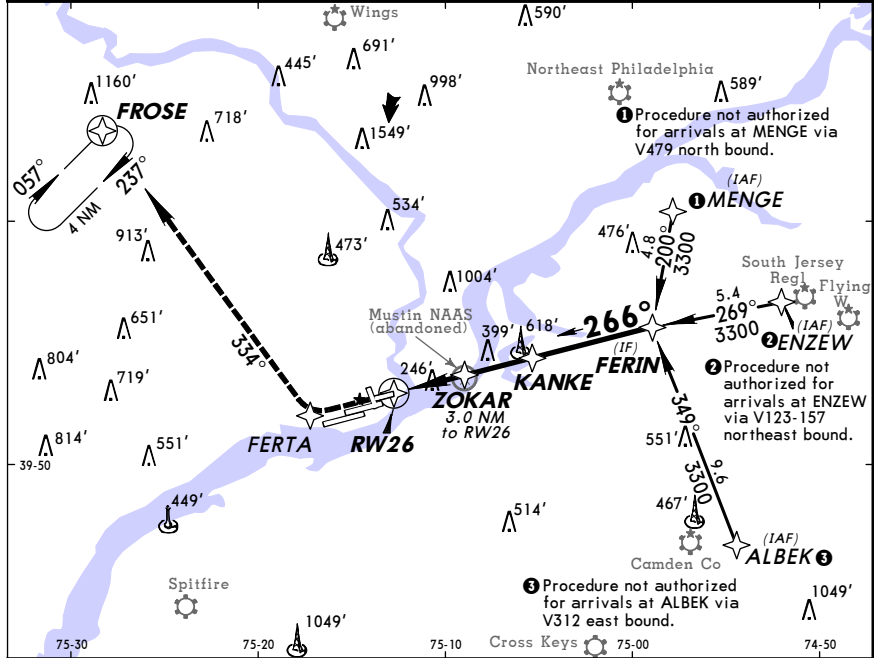 Wings
590'
691'
445'
Northeast Philadelphia
1160'
998'
589'
FROSE
❶ Procedure not authorized
for arrivals at MENGE via
V479 north bound.
718'
1549'
057°
237°
4 NM
(IAF)
❶ MENGE
534'
913'
473'
476'
4.8
200°
3300
1004'
South Jersey
Regl
Flying
W
Mustin NAAS
(abandoned)
5.4
269°
3300
651'
618'
266°
(IAF)
❷ ENZEW
334°
399'
(IF)
FERIN
804'
246'
KANKE
❷ Procedure
not authorized
for
arrivals at ENZEW
via V123-157
northeast bound.
719'
ZOKAR
3.0 NM
to RW26
349°
FERTA
RW26
814'
551'
551'
39-50
9.6
3300
449'
467'
514'
(IAF)
ALBEK ❸
Camden Co
Spitfire
❸ Procedure not authorized
for arrivals at ALBEK via
V312 east bound.
1049'
1049'
Cross Keys
75-30
75-20
75-10
75-00
74-50